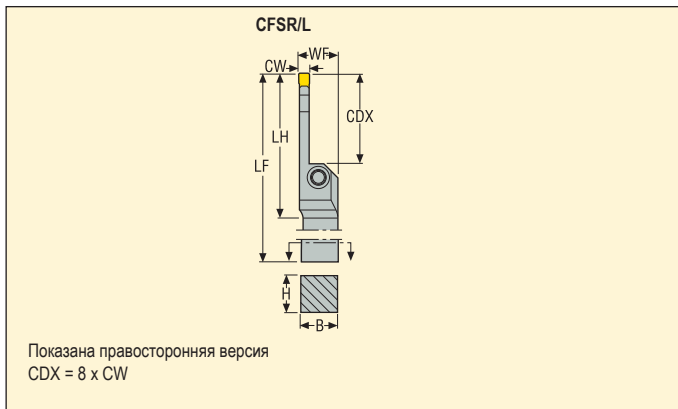 CFSR/L
WF
CW
CDX
LH
LF
H
B
Показана правосторонняя версия
CDX = 8 x CW